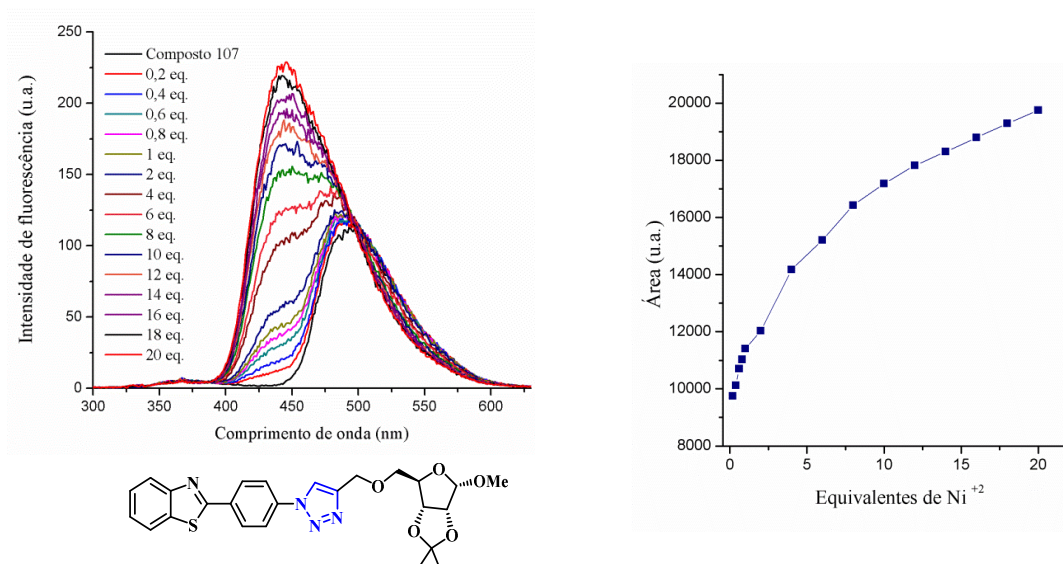 250
200
150
100
50
0
Intensidade de fluorescência (u.a.)
Composto 107
0,2 eq.
0,4 eq.
0,6 eq.
0,8 eq.
1 eq.
2 eq.
4 eq.
6 eq.
8 eq.
10 eq.
12 eq.
14 eq.
16 eq.
18 eq.
20 eq.
300 350 400 450 500 550 600
Comprimento de onda (nm)
N
S
N
N
N
O
O
OMe
O
O
20000
18000
16000
14000
12000
10000
8000
Área (u.a.)
0 5 10 15 20
Equivalentes de Ni +2